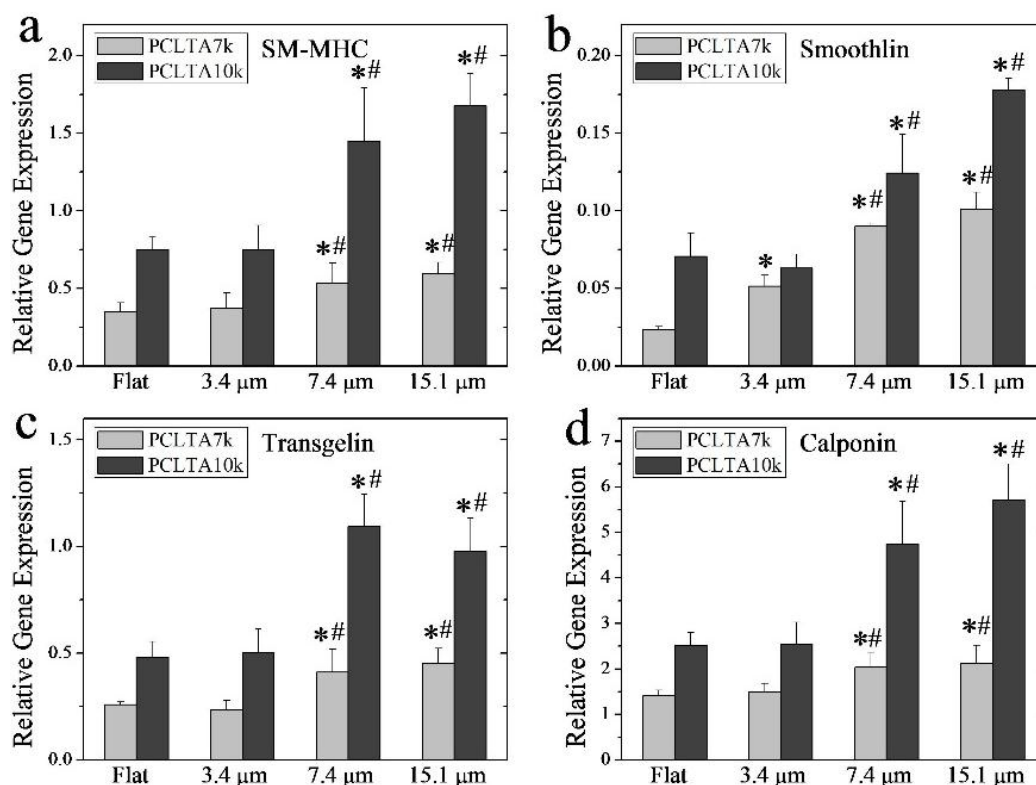 a
PCLTA7k
PCLTA10k
SM-MHC
Relative Gene Expression
2.0
1.5
1.0
0.5
0.0
*# *#
*# *#
Flat 3.4 μm 7.4 μm 15.1 μm
b
PCLTA7k
PCLTA10k
Smoothlin
Relative Gene Expression
0.20
0.15
0.10
0.05
0.00
* *# *# *# *#
Flat 3.4 μm 7.4 μm 15.1 μm
c
PCLTA7k
PCLTA10k
Transgelin
Relative Gene Expression
1.5
1.0
0.5
0.0
*# *#
*# *#
Flat 3.4 μm 7.4 μm 15.1 μm
d
PCLTA7k
PCLTA10k
Calponin
Relative Gene Expression
7
6
5
4
3
2
1
0
*# *#
*# *#
Flat 3.4 μm 7.4 μm 15.1 μm